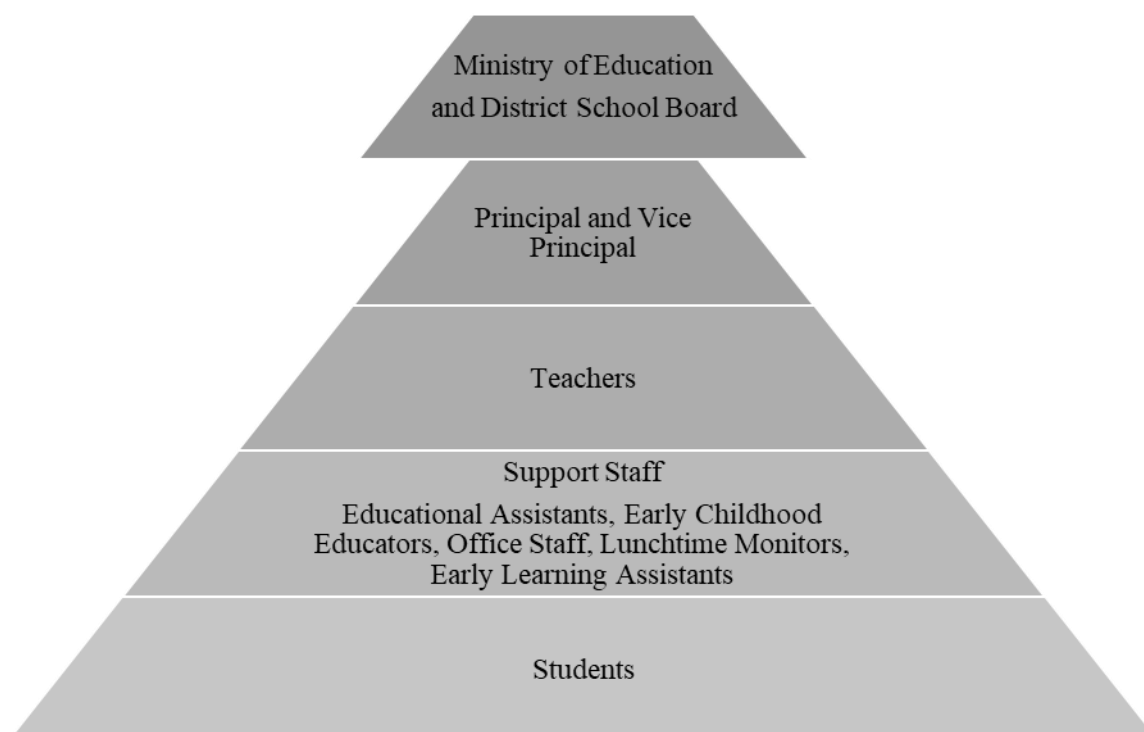 Ministry of Education
and District School Board
Principal and Vice
Principal
Teachers
Support Staff
Educational Assistants, Early Childhood
Educators, Office Staff, Lunchtime Monitors,
Early Learning Assistants
Students